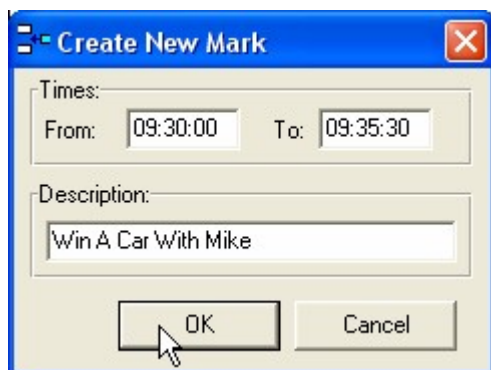 Create New Mark
Times:
From: 09:30:00 To: 09:35:30
Description:
Win A Car With Mike
OK Cancel